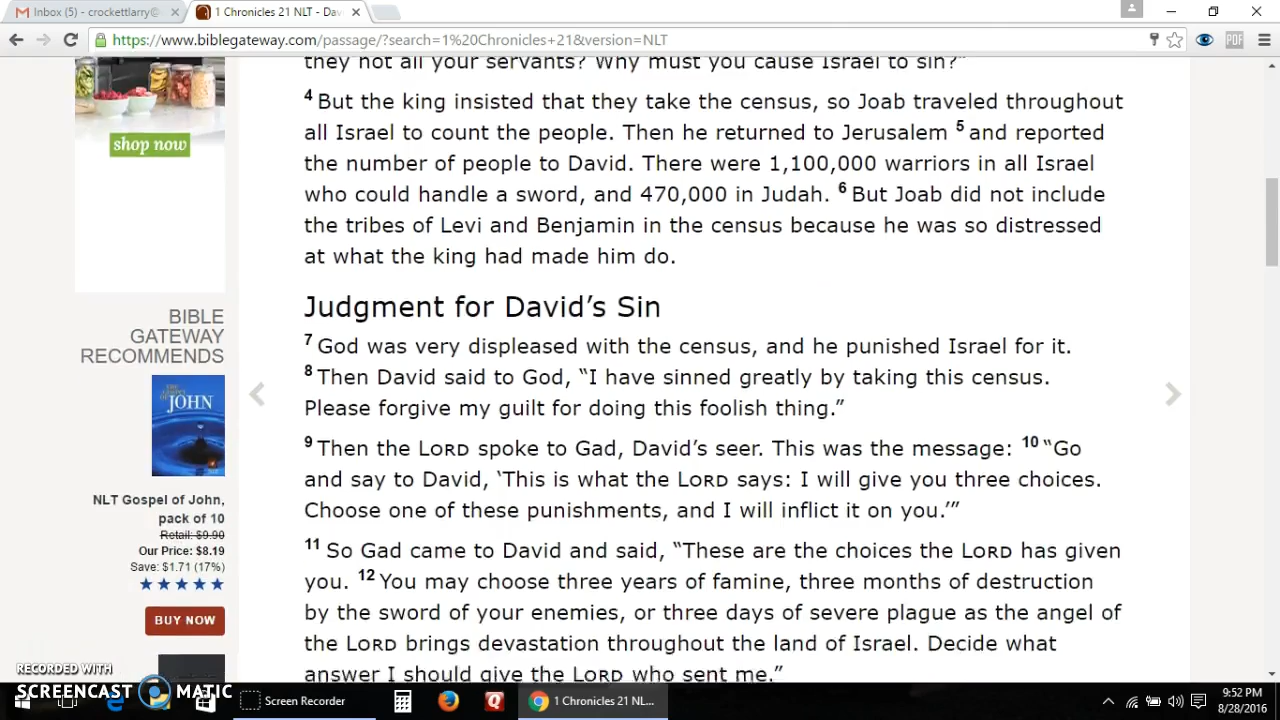 Inbox (5) - crockettlarry@
1 Chronicles 21 NLT - Dav
https://www.biblegateway.com/passage/?search=1%20Chronicles+21&version=NLT
PDF
they not all your servants? Why must you cause Israel to sin?”
4 But the king insisted that they take the census, so Joab traveled throughout
all Israel to count the people. Then he returned to Jerusalem 5 and reported
the number of people to David. There were 1,100,000 warriors in all Israel
who could handle a sword, and 470,000 in Judah. 6 But Joab did not include
the tribes of Levi and Benjamin in the census because he was so distressed
at what the king had made him do.
Judgment for David’s Sin
7 God was very displeased with the census, and he punished Israel for it.
8 Then David said to God, “I have sinned greatly by taking this census.
Please forgive my guilt for doing this foolish thing.”
9 Then the LORD spoke to Gad, David’s seer. This was the message: 10 “Go
and say to David, ‘This is what the LORD says: I will give you three choices.
Choose one of these punishments, and I will inflict it on you.’”
11 So Gad came to David and said, “These are the choices the LORD has given
you. 12 You may choose three years of famine, three months of destruction
by the sword of your enemies, or three days of severe plague as the angel of
the LORD brings devastation throughout the land of Israel. Decide what
answer I should give the LORD who sent me.”
shop now
BIBLE
GATEWAY
RECOMMENDS
JOHN
NLT Gospel of John,
pack of 10
Retail: $9.90
Our Price: $8.19
Save: $1.71 (17%)
BUY NOW
RECORDED WITH
SCREENCAST MATIC
Screen Recorder
1 Chronicles 21 NL...
9:52 PM
8/28/2016